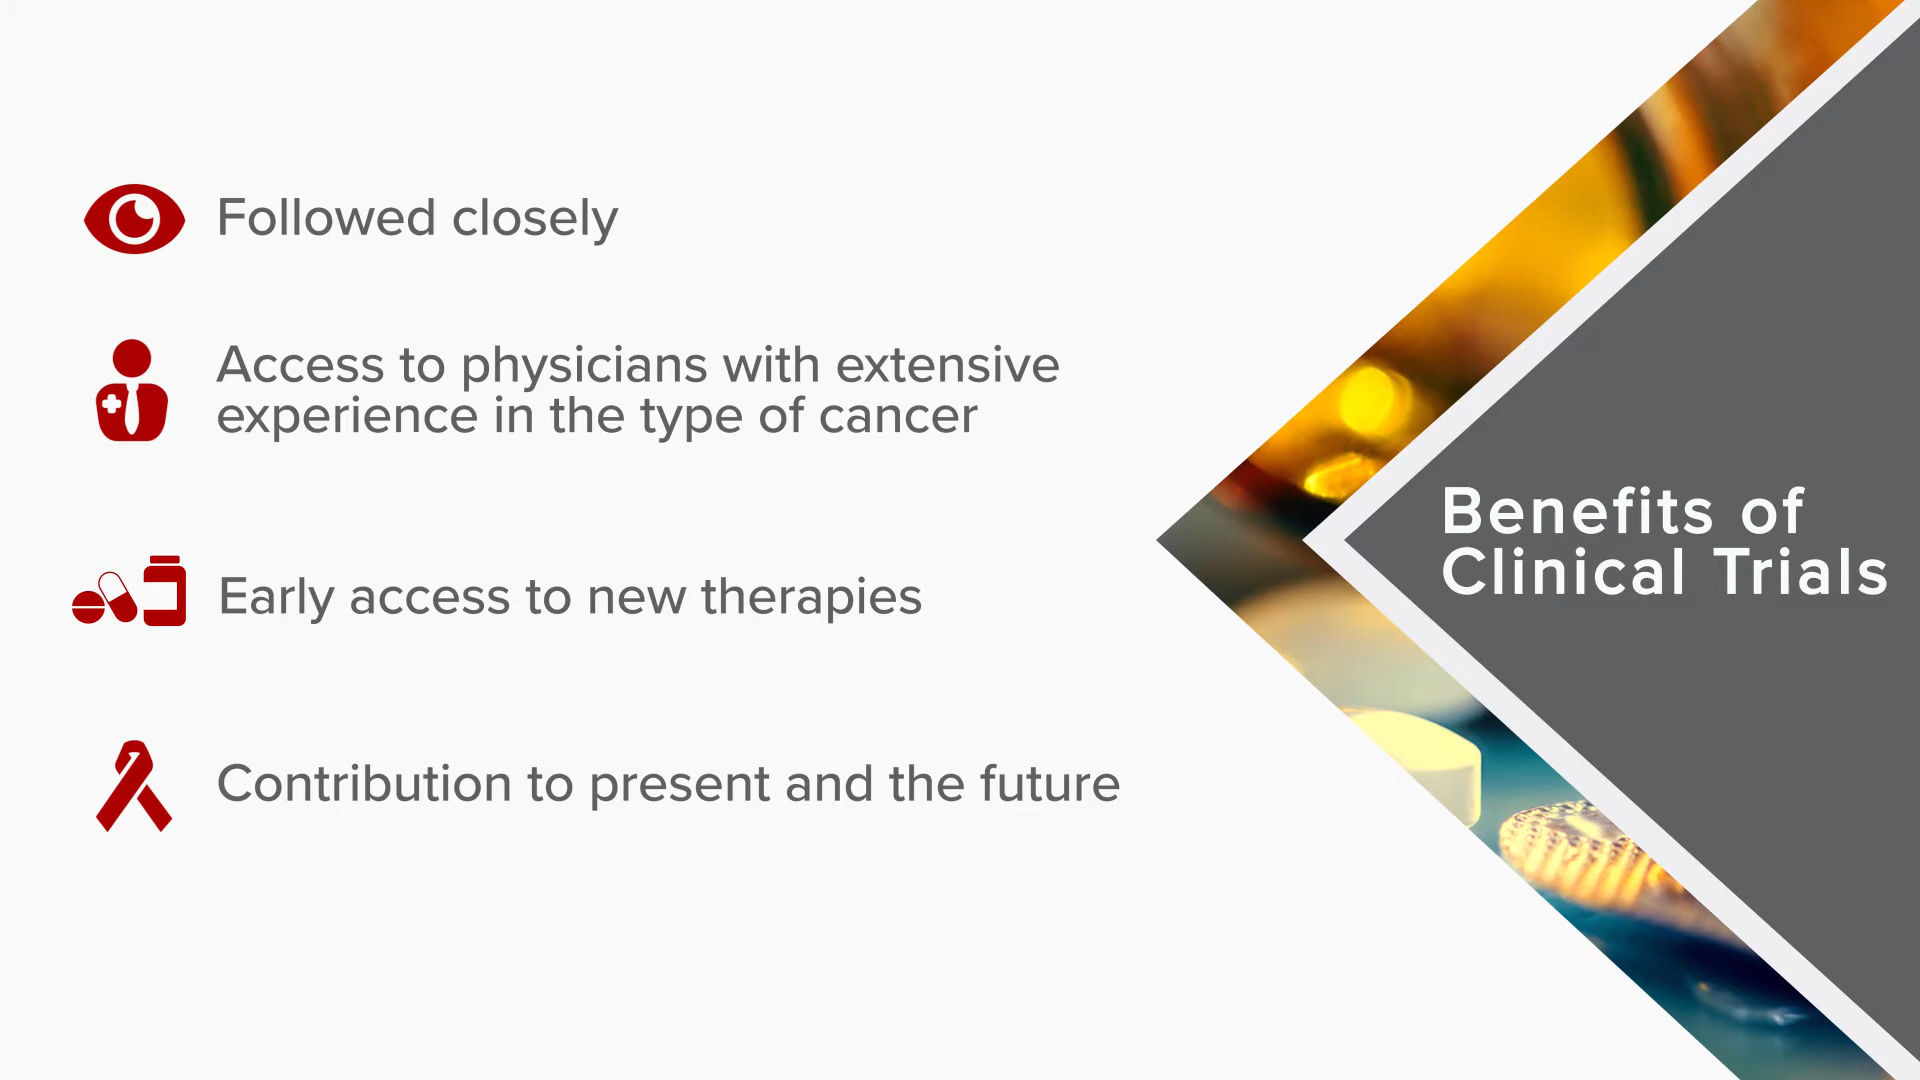 Followed closely
Access to physicians with extensive
experience in the type of cancer
Early access to new therapies
Contribution to present and the future
Benefits of
Clinical Trials